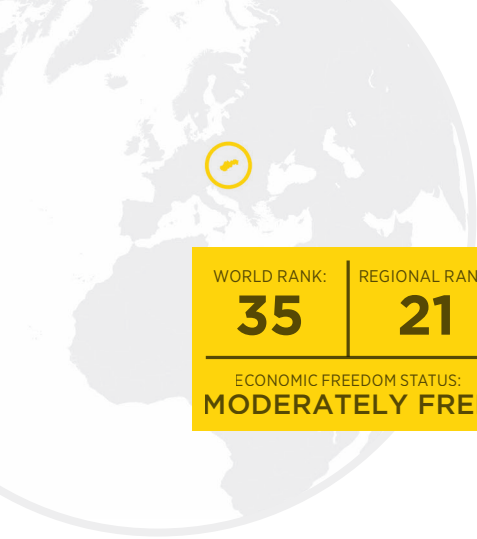 WORLD RANK: REGIONAL RAN
35 21
ECONOMIC FREEDOM STATUS:
MODERATELY FRE